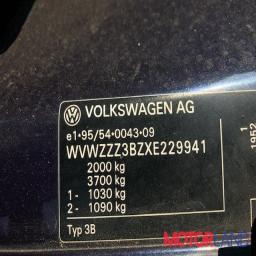 VOLKSWAGEN AG
e1*95/54*0043*09
WVWZZZ3BZXE229941
2000 kg
3700 kg
1- 1030 kg
2- 1090 kg
Typ 3B
1952